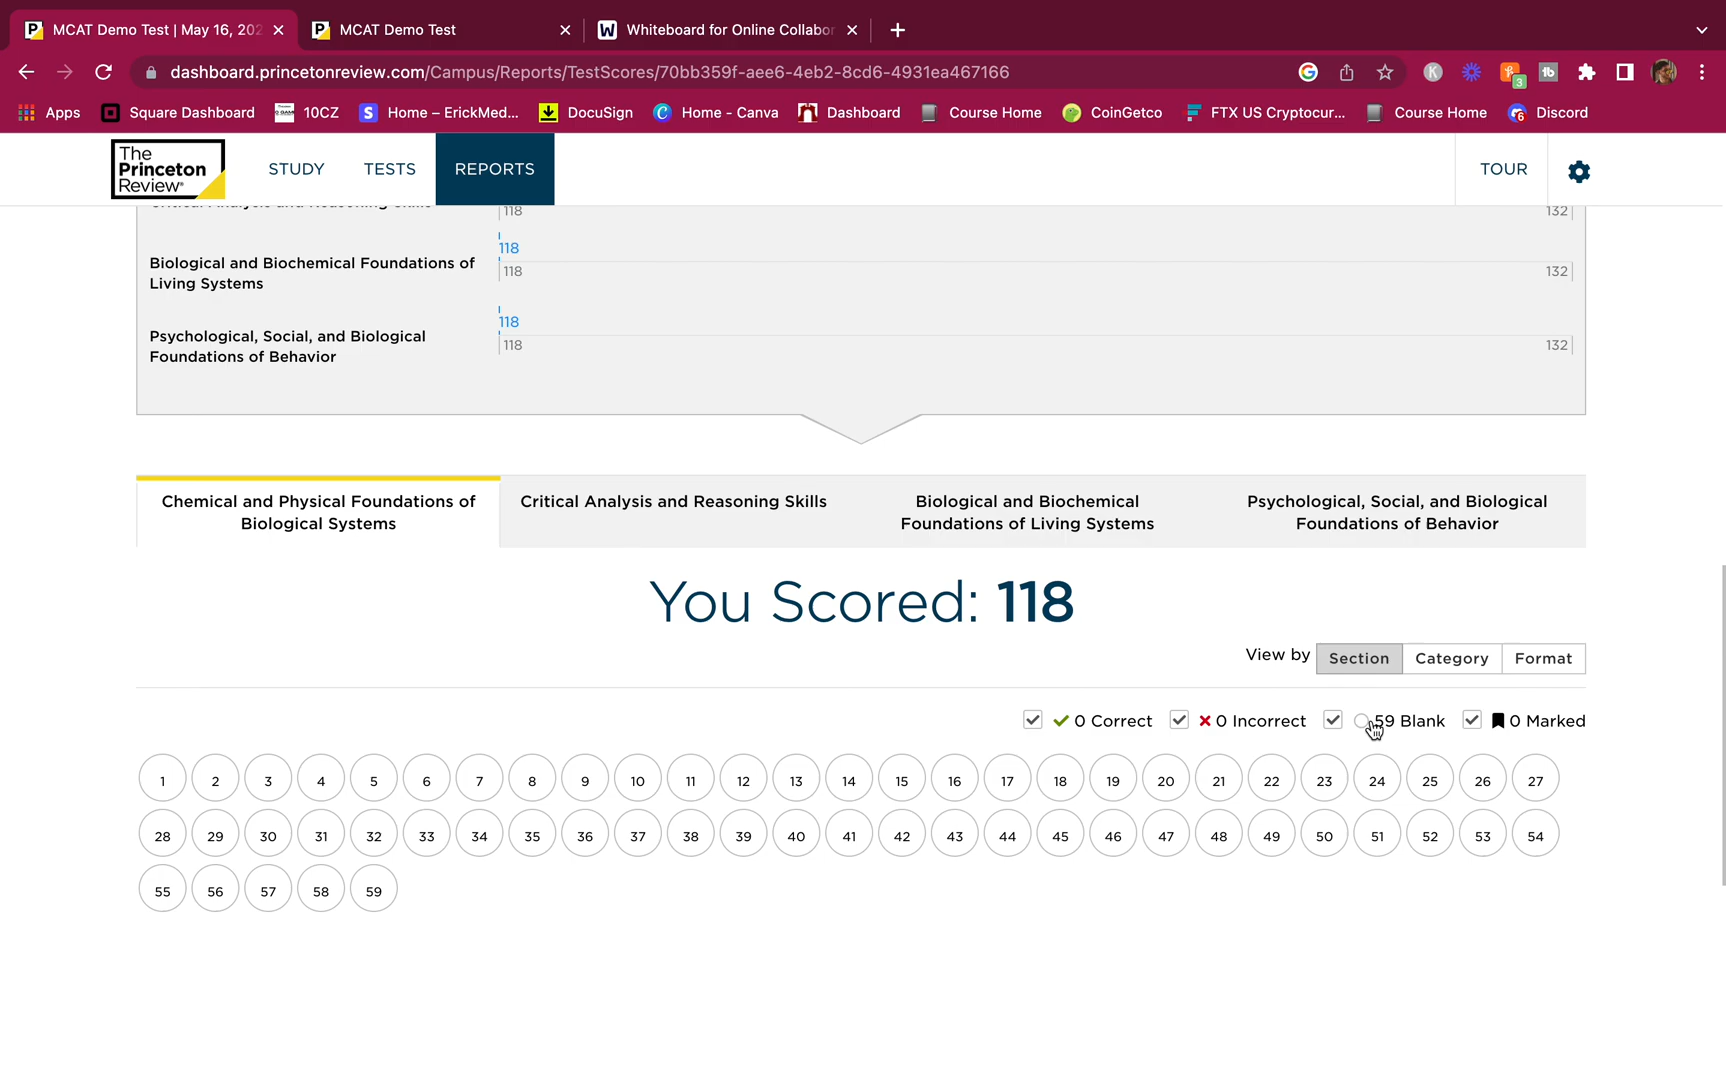 MCAT Demo Test | May 16, 202
MCAT Demo Test
Whiteboard for Online Collabor
dashboard.princetonreview.com/Campus/Reports/TestScores/70bb359f-aee6-4eb2-8cd6-4931ea467166
3
Apps
Square Dashboard
10CZ
Home – ErickMed...
DocuSign
Home - Canva
Dashboard
Course Home
CoinGetco
FTX US Cryptocur...
Course Home
6
Discord
The
Princeton
Review®
STUDY
TESTS
REPORTS
TOUR
Critical Analysis and Reasoning Skills
118
132
118
Biological and Biochemical Foundations of
Living Systems
118
132
118
Psychological, Social, and Biological
Foundations of Behavior
118
132
Chemical and Physical Foundations of
Biological Systems
Critical Analysis and Reasoning Skills
Biological and Biochemical
Foundations of Living Systems
Psychological, Social, and Biological
Foundations of Behavior
You Scored: 118
View by Section Category Format
0 Correct 0 Incorrect 59 Blank 0 Marked
1 2 3 4 5 6 7 8 9 10 11 12 13 14 15 16 17 18 19 20 21 22 23 24 25 26 27
28 29 30 31 32 33 34 35 36 37 38 39 40 41 42 43 44 45 46 47 48 49 50 51 52 53 54
55 56 57 58 59